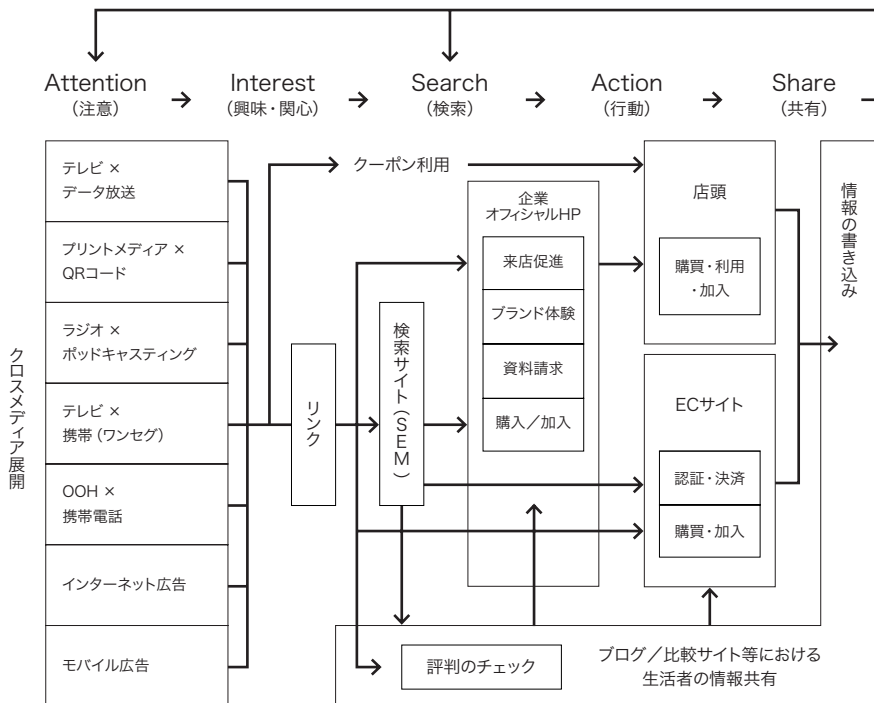 Attention
(注意)
Interest
(興味・関心)
Search
(検索)
Action
(行動)
Share
(共有)
クロスメディア展開
テレビ ×
データ放送
プリントメディア ×
QRコード
ラジオ ×
ポッドキャスティング
テレビ ×
携帯(ワンセグ)
OOH ×
携帯電話
インターネット広告
モバイル広告
リンク
検索サイト(SEM)
クーポン利用
企業
オフィシャルHP
来店促進
ブランド体験
資料請求
購入/加入
店頭
購買・利用
・加入
ECサイト
認証・決済
購買・加入
情報の書き込み
評判のチェック
ブログ/比較サイト等における
生活者の情報共有